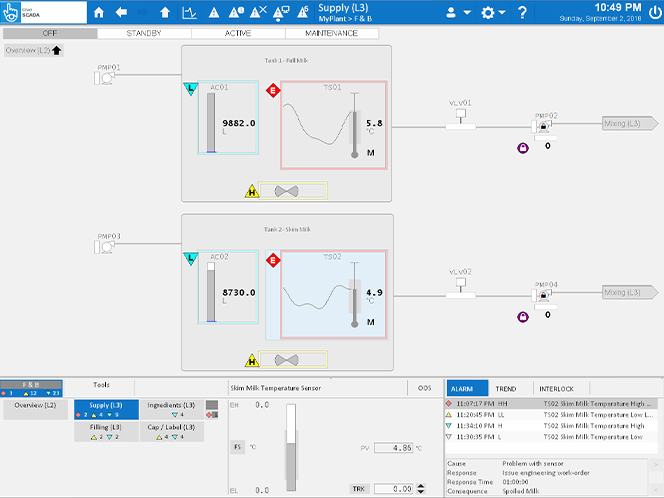 SCADA
Supply (L3)
MyPlant > F & B
10:49 PM
Sunday, September 2, 2018
OFF
STANDBY
ACTIVE
MAINTENANCE
Overview (L2)
PMP01
Tank 1 - Full Milk
L
AC01
9882.0
L
E
TS01
5.8
°C
M
H
VLV01
PMP02
0
Mixing (L3)
PMP03
Tank 2 - Skim Milk
L
AC02
8730.0
L
E
TS02
4.9
°C
M
H
VLV02
PMP04
0
Mixing (L3)
F & B
12
23
Tools
Overview (L2)
Supply (L3)
2 4 8
Ingredients (L3)
4
Filling (L3)
2 2
Cap / Label (L3)
4 4
Skim Milk Temperature Sensor
ODS
EH 0.0
FS °C
PV 4.86 °C
EL 0.0
TRK 0.00
ALARM
TREND
INTERLOCK
11:07:17 PM HH TS02 Skim Milk Temperature High ...
11:20:45 PM LL TS02 Skim Milk Temperature Low L...
11:34:10 PM H TS02 Skim Milk Temperature High
11:30:35 PM L TS02 Skim Milk Temperature Low
Cause Problem with sensor
Response Issue engineering work-order
Response Time 01:00:00
Consequence Spoiled Milk